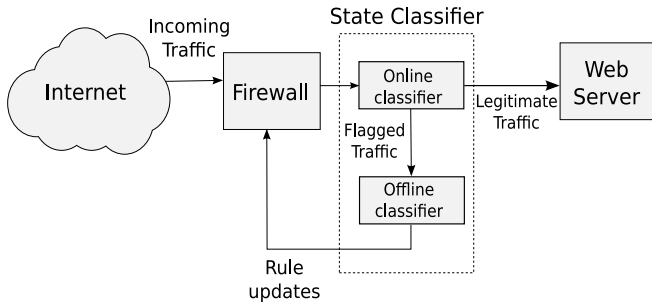 State Classifier
Incoming
Traffic
Internet
Firewall
Online
classifier
Legitimate
Traffic
Web
Server
Flagged
Traffic
Offline
classifier
Rule
updates